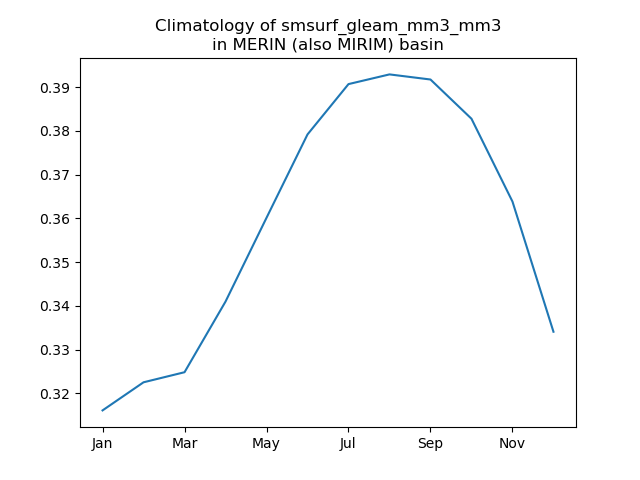 Climatology of smsurf_gleam_mm3_mm3
in MERIN (also MIRIM) basin
0.39
0.38
0.37
0.36
0.35
0.34
0.33
0.32
Jan Mar May Jul Sep Nov